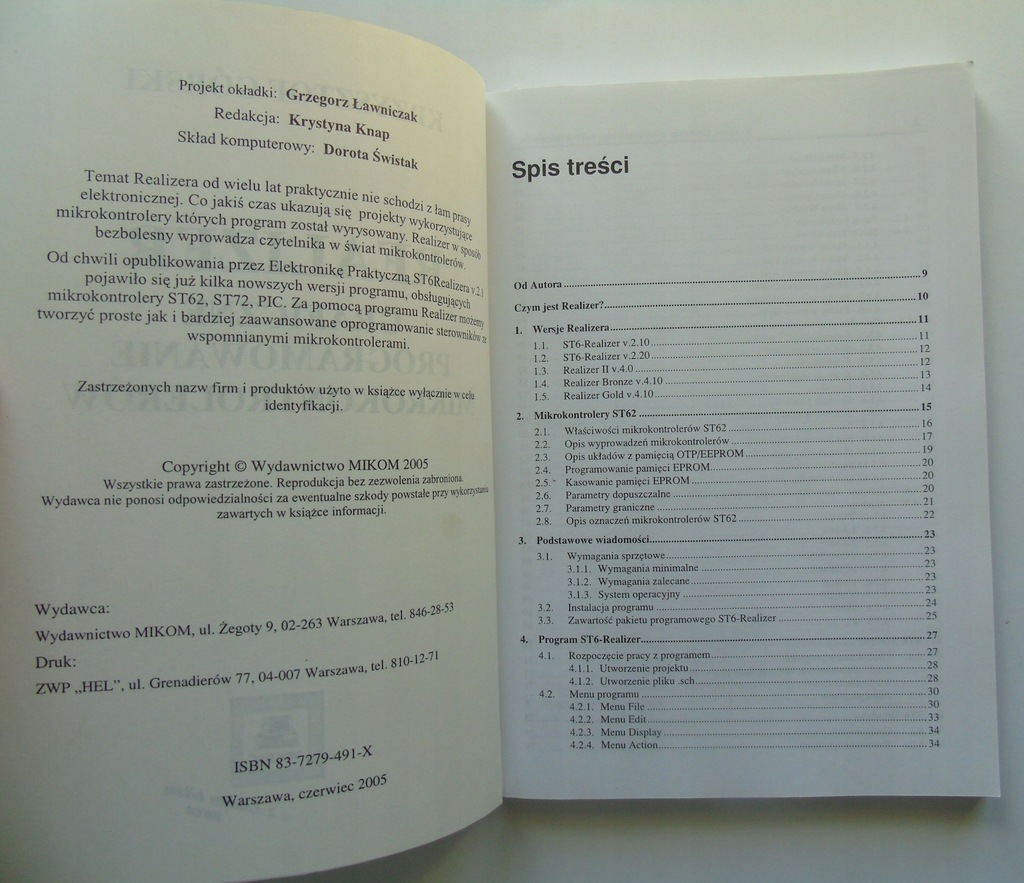 Projekt okładki: Grzegorz Ławniczak
Redakcja: Krystyna Knap
Skład komputerowy: Dorota Świstak
Temat Realizera od wielu lat praktycznie nie schodzi z łam prasy
elektronicznej. Co jakiś czas ukazują się projekty wykorzystujące
mikrokontrolery których program został wyrysowany. Realizer w sposób
bezbolesny wprowadza czytelnika w świat mikrokontrolerów.
Od chwili opublikowania przez Elektronikę Praktyczną ST6Realizera v.2.1
pojawiło się już kilka nowszych wersji programu, obsługujących
mikrokontrolery ST62, ST72, PIC. Za pomocą programu Realizer możemy
tworzyć proste jak i bardziej zaawansowane oprogramowanie sterowników ze
wspomnianymi mikrokontrolerami.
Zastrzeżonych nazw firm i produktów użyto w książce wyłącznie w celu
identyfikacji.
Copyright © Wydawnictwo MIKOM 2005
Wszystkie prawa zastrzeżone. Reprodukcja bez zezwolenia zabroniona.
Wydawca nie ponosi odpowiedzialności za ewentualne szkody powstałe przy wykorzystaniu
zawartych w książce informacji.
Wydawca:
Wydawnictwo MIKOM, ul. Żegoty 9, 02-263 Warszawa, tel. 846-28-53
Druk:
ZWP „HEL”, ul. Grenadierów 77, 04-007 Warszawa, tel. 810-12-71
ISBN 83-7279-491-X
Warszawa, czerwiec 2005
Spis treści
Od Autora 9
Czym jest Realizer? 10
1. Wersje Realizera 11
1.1. ST6-Realizer v.2.10 11
1.2. ST6-Realizer v.2.20 12
1.3. Realizer II v.4.0 12
1.4. Realizer Bronze v.4.10 13
1.5. Realizer Gold v.4.10 14
2. Mikrokontrolery ST62 15
2.1. Właściwości mikrokontrolerów ST62 16
2.2. Opis wyprowadzeń mikrokontrolerów 17
2.3. Opis układów z pamięcią OTP/EEPROM 19
2.4. Programowanie pamięci EPROM 20
2.5. Kasowanie pamięci EPROM 20
2.6. Parametry dopuszczalne 20
2.7. Parametry graniczne 21
2.8. Opis oznaczeń mikrokontrolerów ST62 22
3. Podstawowe wiadomości 23
3.1. Wymagania sprzętowe 23
3.1.1. Wymagania minimalne 23
3.1.2. Wymagania zalecane 23
3.1.3. System operacyjny 23
3.2. Instalacja programu 24
3.3. Zawartość pakietu programowego ST6-Realizer 25
4. Program ST6-Realizer 27
4.1. Rozpoczęcie pracy z programem 27
4.1.1. Utworzenie projektu 28
4.1.2. Utworzenie pliku .sch 28
4.2. Menu programu 30
4.2.1. Menu File 30
4.2.2. Menu Edit 33
4.2.3. Menu Display 34
4.2.4. Menu Action 34